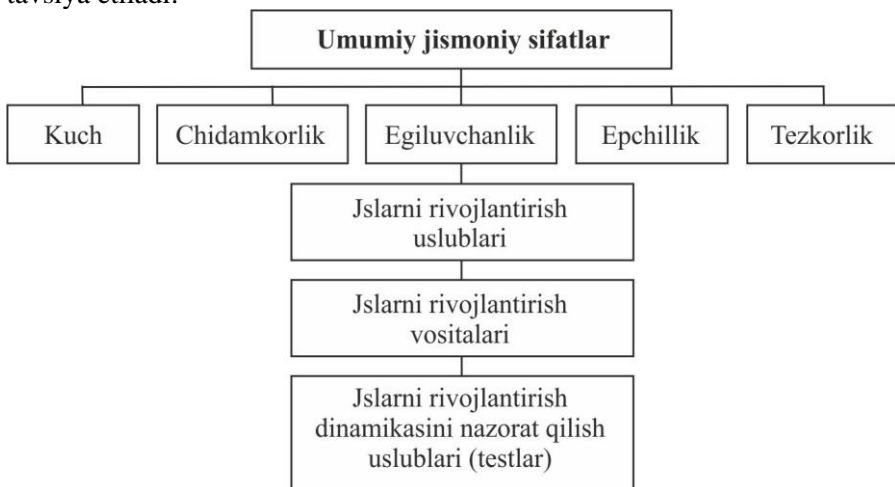 tavsiya etiladi.
Umumiy jismoniy sifatlar
Kuch
Chidamkorlik
Egiluvchanlik
Epchillik
Tezkorlik
Jslarni rivojlantirish
uslublari
Jslarni rivojlantirish
vositalari
Jslarni rivojlantirish
dinamikasini nazorat qilish
uslublari (testlar)